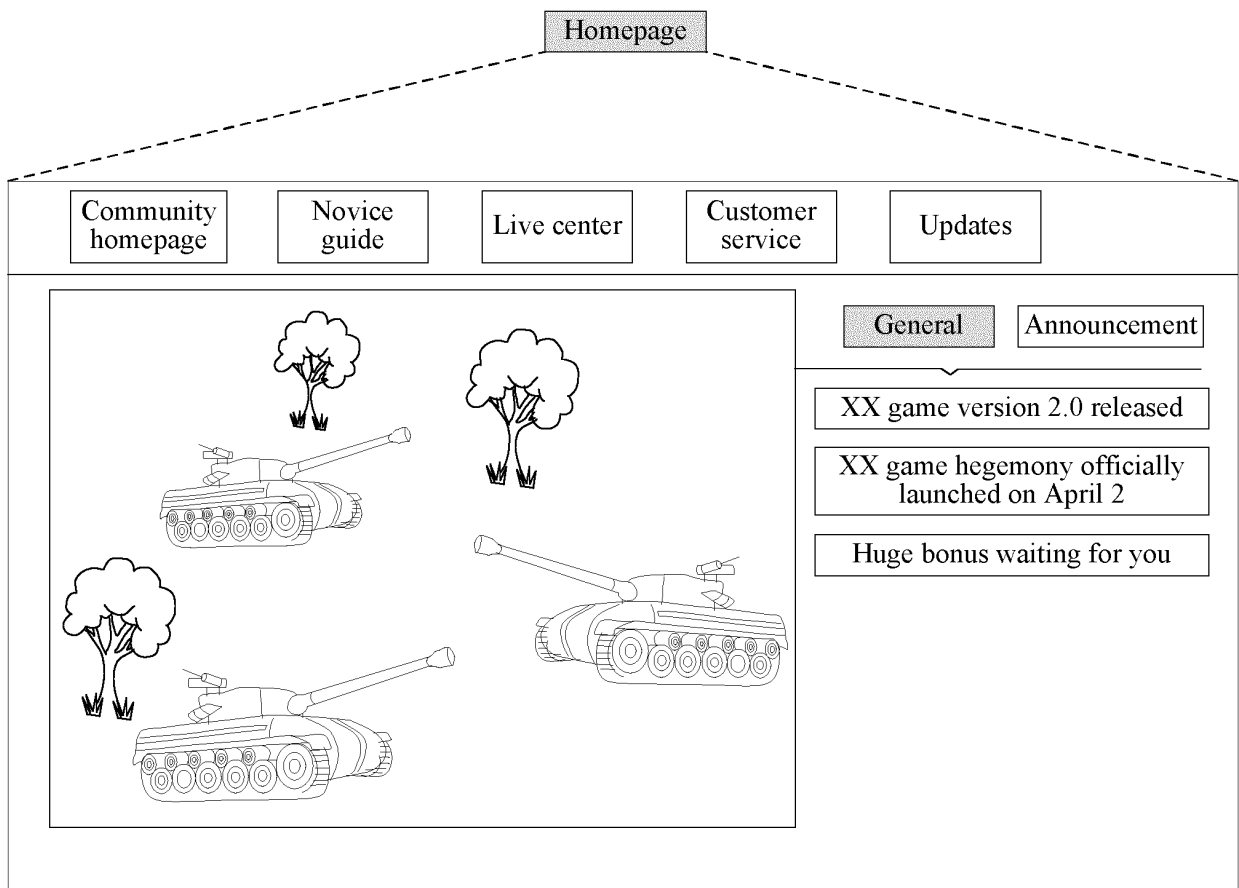 Homepage
Community
homepage
Novice
guide
Live center
Customer
service
Updates
General
Announcement
XX game version 2.0 released
XX game hegemony officially
launched on April 2
Huge bonus waiting for you